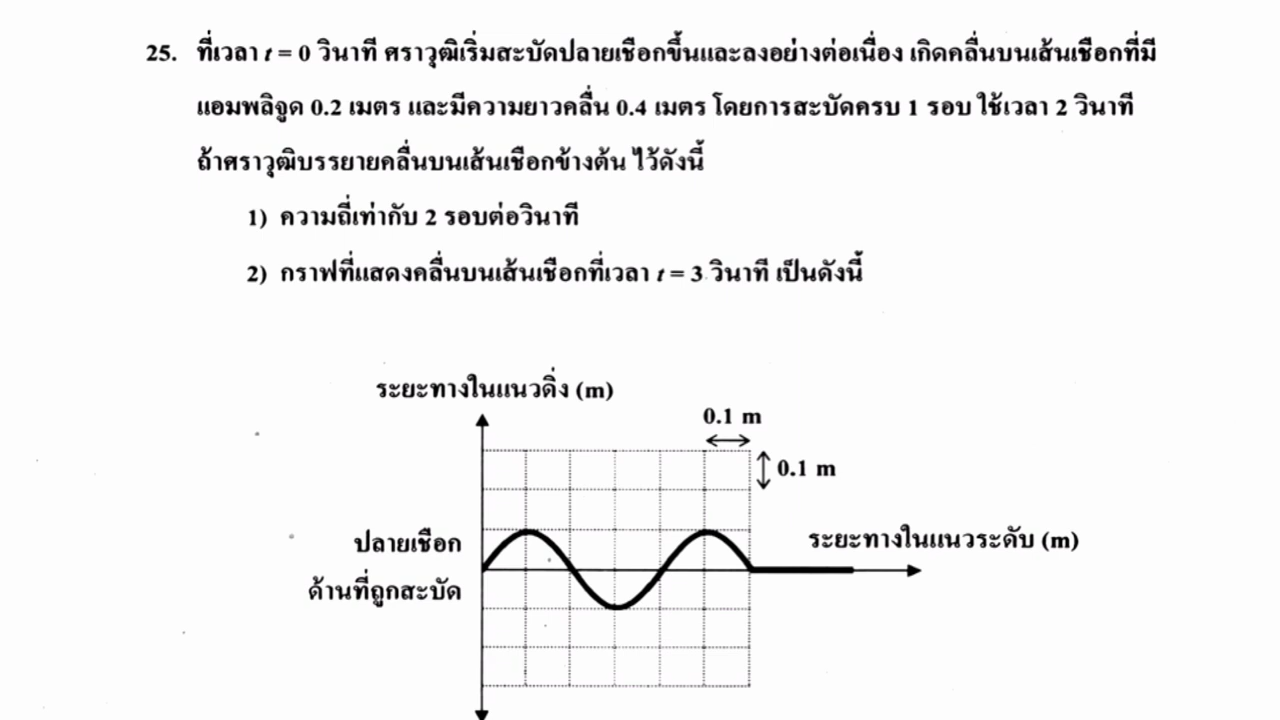 25. ที่เวลา t = 0 วินาที ศราวุฒิเริ่มสะบัดปลายเชือกขึ้นและลงอย่างต่อเนื่อง เกิดคลื่นบนเส้นเชือกที่มี
แอมพลิจูด 0.2 เมตร และมีความยาวคลื่น 0.4 เมตร โดยการสะบัดครบ 1 รอบ ใช้เวลา 2 วินาที
ถ้าศราวุฒิบรรยายคลื่นบนเส้นเชือกข้างต้น ไว้ดังนี้
1) ความถี่เท่ากับ 2 รอบต่อวินาที
2) กราฟที่แสดงคลื่นบนเส้นเชือกที่เวลา t = 3 วินาที เป็นดังนี้
ระยะทางในแนวดิ่ง (m)
0.1 m
0.1 m
ปลายเชือก
ด้านที่ถูกสะบัด
ระยะทางในแนวระดับ (m)